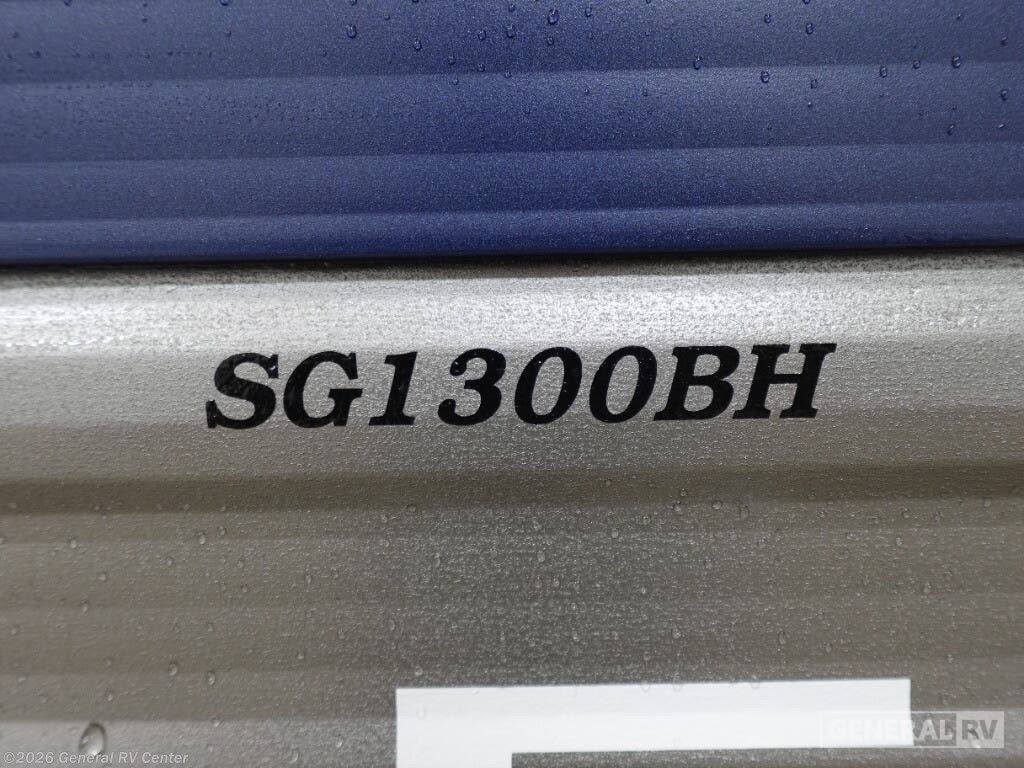 SG1300BH
GENERAL RV
©2026 General RV Center